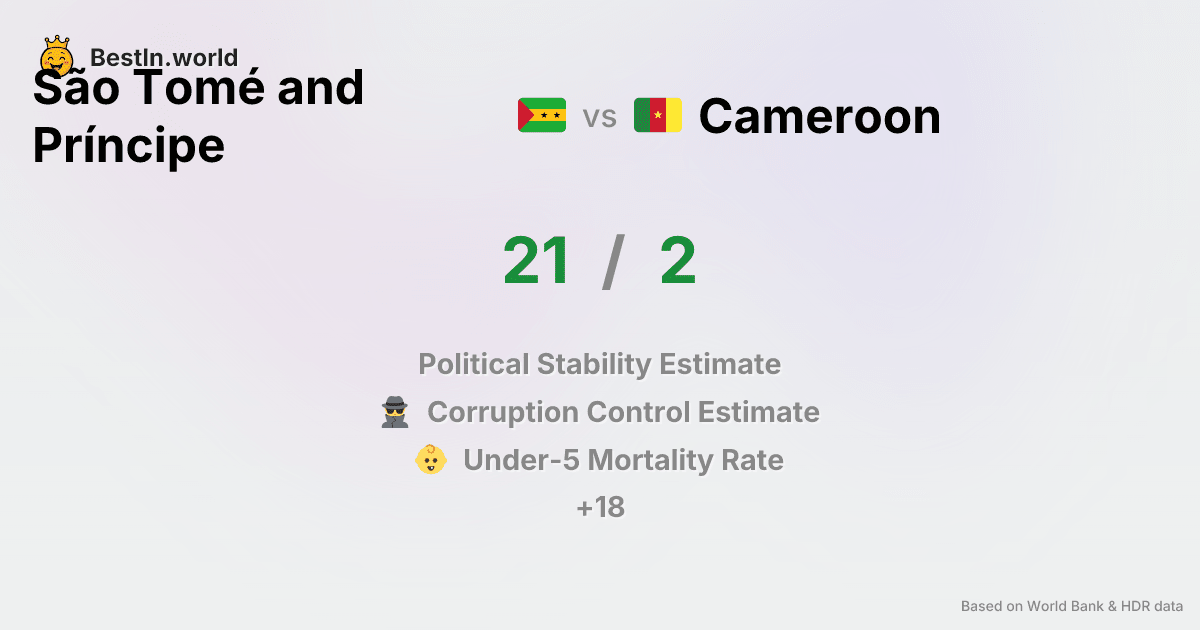 BestIn.world
São Tomé and
Príncipe
vs
Cameroon
21 / 2
Political Stability Estimate
Corruption Control Estimate
Under-5 Mortality Rate
+18
Based on World Bank & HDR data